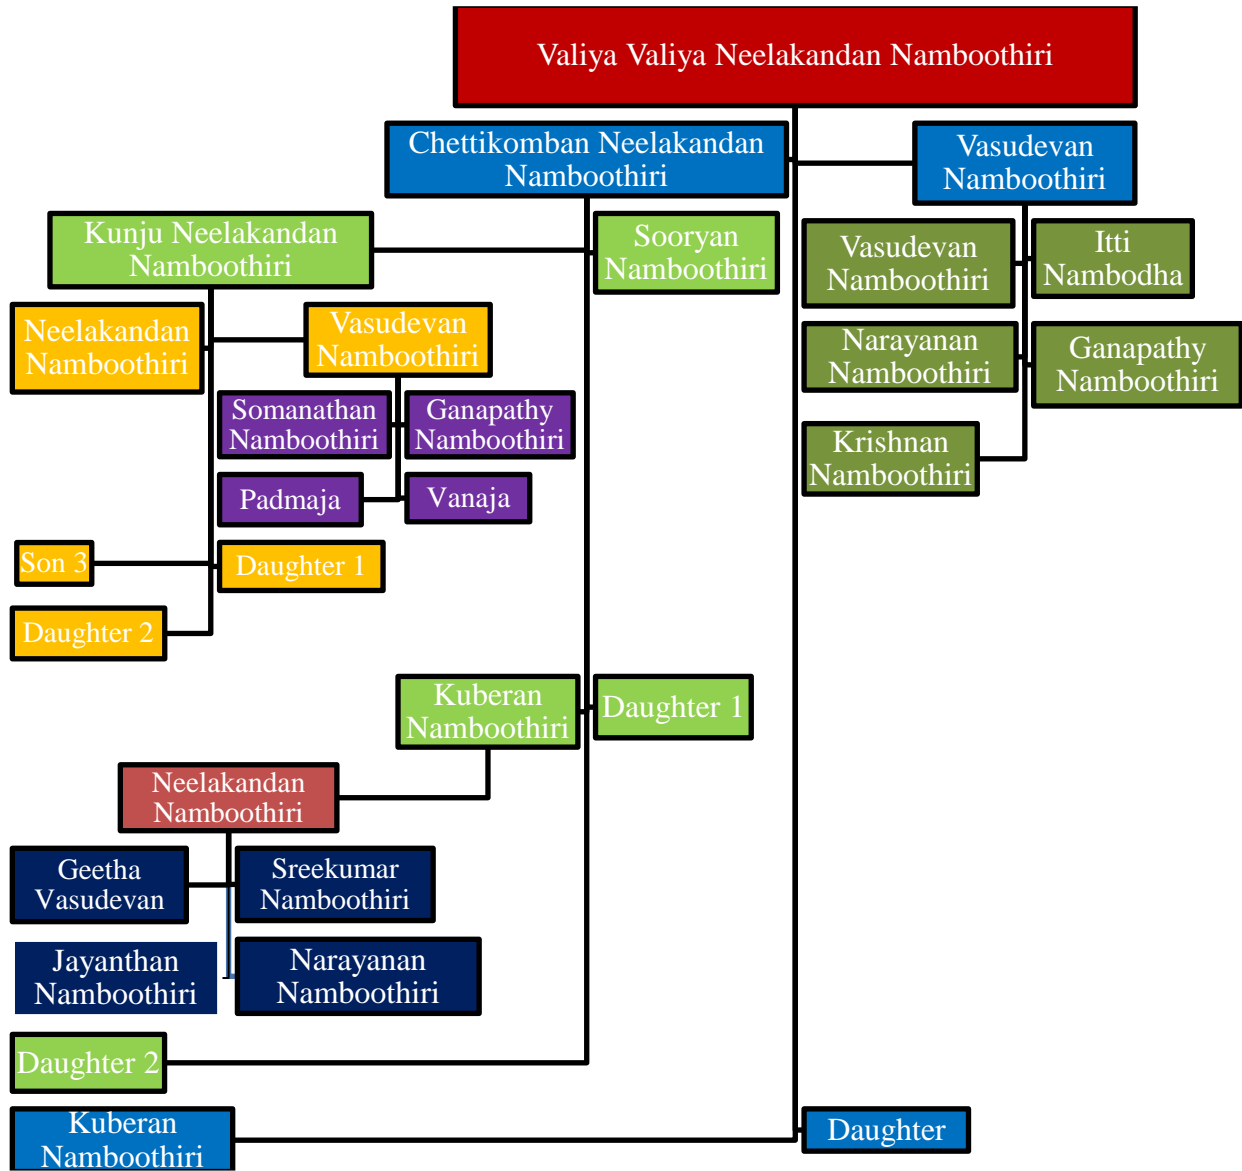 Valiya Valiya Neelakandan Namboothiri
Chettikomban Neelakandan
Namboothiri
Vasudevan
Namboothiri
Kunju Neelakandan
Namboothiri
Sooryan
Namboothiri
Vasudevan
Namboothiri
Itti
Nambodha
Neelakandan
Namboothiri
Vasudevan
Namboothiri
Narayanan
Namboothiri
Ganapathy
Namboothiri
Somanathan
Namboothiri
Ganapathy
Namboothiri
Krishnan
Namboothiri
Padmaja
Vanaja
Son 3
Daughter 1
Daughter 2
Kuberan
Namboothiri
Daughter 1
Neelakandan
Namboothiri
Geetha
Vasudevan
Sreekumar
Namboothiri
Jayanthan
Namboothiri
Narayanan
Namboothiri
Daughter 2
Kuberan
Namboothiri
Daughter